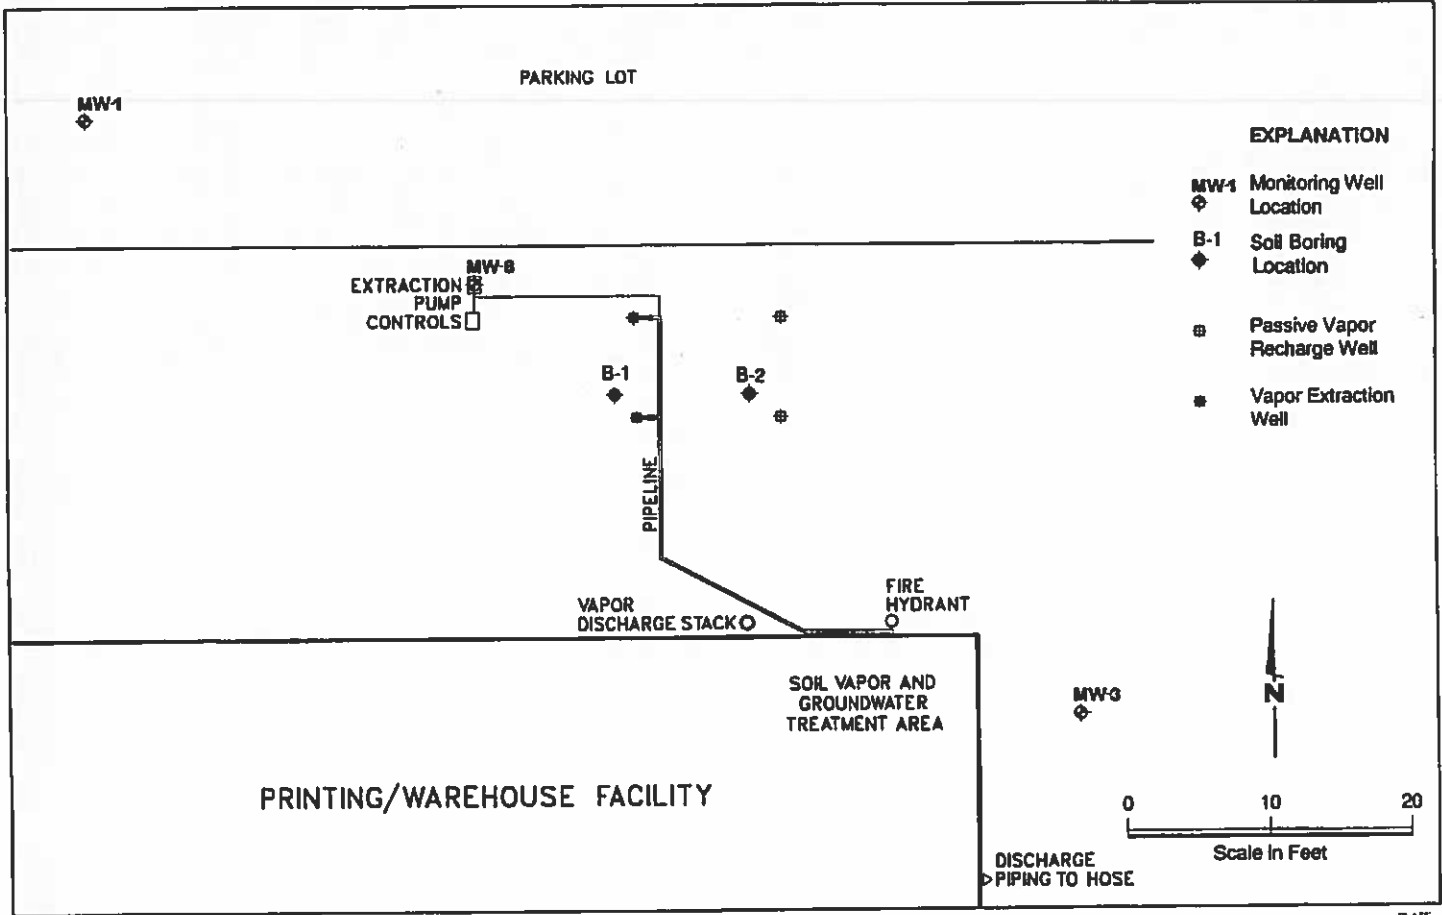 PARKING LOT
MW-1
EXPLANATION
MW-1 Monitoring Well
Location
B-1 Soil Boring
Location
Passive Vapor
Recharge Well
Vapor Extraction
Well
MW-8
EXTRACTION
PUMP
CONTROLS
B-1
B-2
PIPELINE
VAPOR
DISCHARGE STACK
FIRE
HYDRANT
SOIL VAPOR AND
GROUNDWATER
TREATMENT AREA
MW-3
N
PRINTING/WAREHOUSE FACILITY
0 10 20
Scale in Feet
DISCHARGE
PIPING TO HOSE